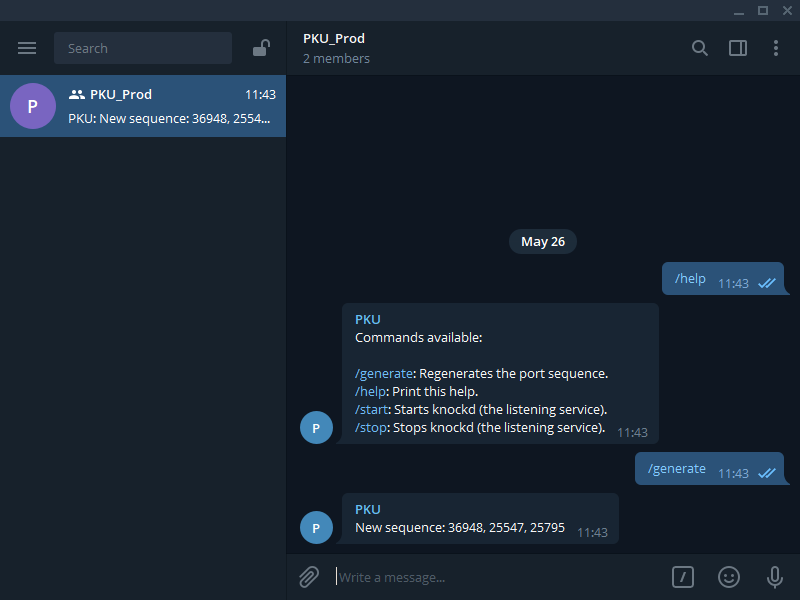 Search
P
PKU_Prod
11:43
PKU: New sequence: 36948, 2554...
PKU_Prod
2 members
May 26
/help 11:43
PKU
Commands available:
/generate: Regenerates the port sequence.
/help: Print this help.
/start: Starts knockd (the listening service).
/stop: Stops knockd (the listening service). 11:43
P
/generate 11:43
PKU
New sequence: 36948, 25547, 25795 11:43
P
Write a message...